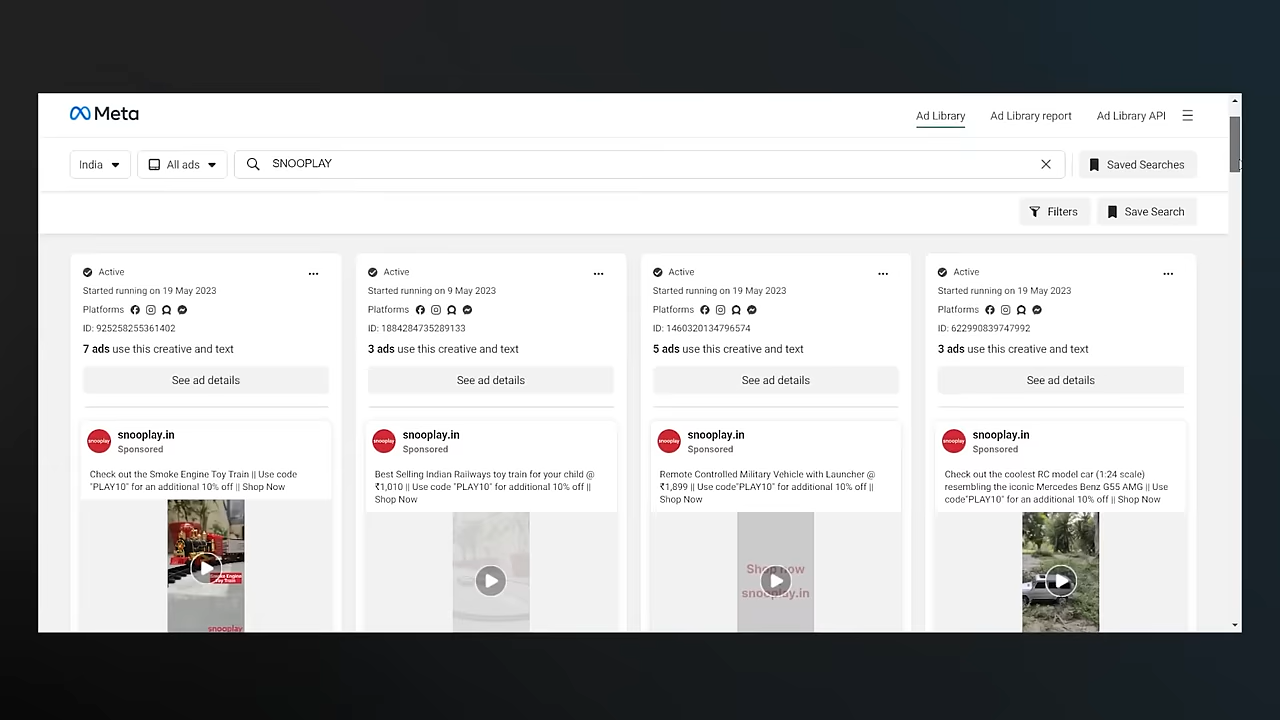 Meta
Ad Library
Ad Library report
Ad Library API
India
All ads
SNOOPLAY
Saved Searches
Filters
Save Search
Active
Started running on 19 May 2023
Platforms
ID: 925258255361402
7 ads use this creative and text
See ad details
snooplay
snooplay.in
Sponsored
Check out the Smoke Engine Toy Train || Use code
"PLAY10" for an additional 10% off || Shop Now
Smoke Engine
Toy Train
snooplay
Active
Started running on 9 May 2023
Platforms
ID: 1884284735289133
3 ads use this creative and text
See ad details
snooplay
snooplay.in
Sponsored
Best Selling Indian Railways toy train for your child @
₹1,010 || Use code "PLAY10" for additional 10% off ||
Shop Now
Active
Started running on 19 May 2023
Platforms
ID: 1460320134796574
5 ads use this creative and text
See ad details
snooplay
snooplay.in
Sponsored
Remote Controlled Military Vehicle with Launcher @
₹1,899 || Use code"PLAY10" for additional 10% off ||
Shop Now
Shop now
snooplay.in
Active
Started running on 19 May 2023
Platforms
ID: 622990839747992
3 ads use this creative and text
See ad details
snooplay
snooplay.in
Sponsored
Check out the coolest RC model car (1:24 scale)
resembling the iconic Mercedes Benz G55 AMG || Use
code"PLAY10" for an additional 10% off || Shop Now